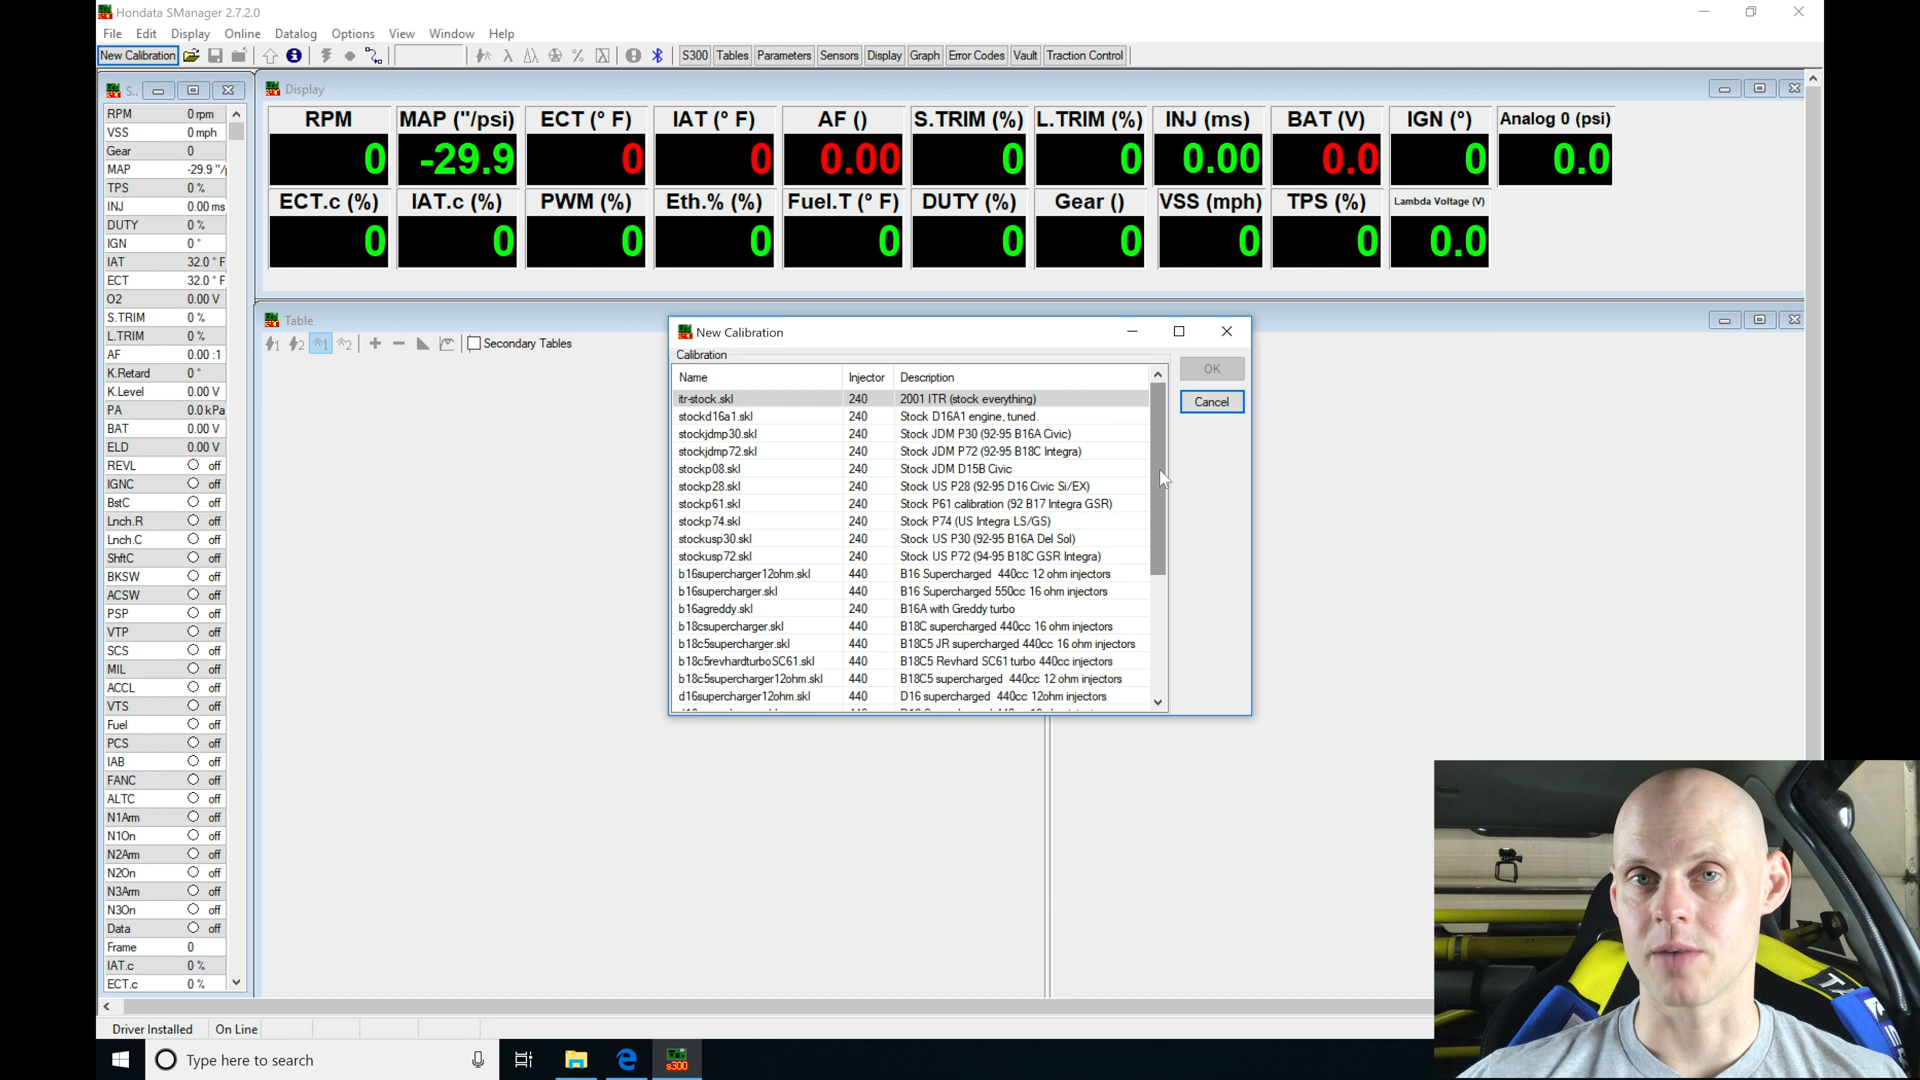 Hondata SManager 2.7.2.0
File Edit Display Online Datalog Options View Window Help
New Calibration S300 Tables Parameters Sensors Display Graph Error Codes Vault Traction Control
S..
RPM 0 rpm
VSS 0 mph
Gear 0
MAP -29.9 "/
TPS 0 %
INJ 0.00 ms
DUTY 0 %
IGN 0 °
IAT 32.0 ° F
ECT 32.0 ° F
O2 0.00 V
S.TRIM 0 %
L.TRIM 0 %
AF 0.00 :1
K.Retard 0 °
K.Level 0.00 V
PA 0.0 kPa
BAT 0.00 V
ELD 0.00 V
REVL off
IGNC off
BstC off
Lnch.R off
Lnch.C off
ShftC off
BKSW off
ACSW off
PSP off
VTP off
SCS off
MIL off
ACCL off
VTS off
Fuel off
PCS off
IAB off
FANC off
ALTC off
N1Arm off
N1On off
N2Arm off
N2On off
N3Arm off
N3On off
Data off
Frame 0
IAT.c 0 %
ECT.c 0 %
Display
RPM MAP ("/psi) ECT (° F) IAT (° F) AF () S.TRIM (%) L.TRIM (%) INJ (ms) BAT (V) IGN (°) Analog 0 (psi)
0 -29.9 0 0 0.00 0 0 0.00 0.0 0 0.0
ECT.c (%) IAT.c (%) PWM (%) Eth.% (%) Fuel.T (° F) DUTY (%) Gear () VSS (mph) TPS (%) Lambda Voltage (V)
0 0 0 0 0 0 0 0 0 0.0
Table
1 2 1 2 Secondary Tables
New Calibration
Calibration
Name Injector Description
itr-stock.skl 240 2001 ITR (stock everything)
stockd16a1.skl 240 Stock D16A1 engine, tuned.
stockjdmp30.skl 240 Stock JDM P30 (92-95 B16A Civic)
stockjdmp72.skl 240 Stock JDM P72 (92-95 B18C Integra)
stockp08.skl 240 Stock JDM D15B Civic
stockp28.skl 240 Stock US P28 (92-95 D16 Civic Si/EX)
stockp61.skl 240 Stock P61 calibration (92 B17 Integra GSR)
stockp74.skl 240 Stock P74 (US Integra LS/GS)
stockusp30.skl 240 Stock US P30 (92-95 B16A Del Sol)
stockusp72.skl 240 Stock US P72 (94-95 B18C GSR Integra)
b16supercharger12ohm.skl 440 B16 Supercharged 440cc 12 ohm injectors
b16supercharger.skl 440 B16 Supercharged 550cc 16 ohm injectors
b16agreddy.skl 240 B16A with Greddy turbo
b18csupercharger.skl 440 B18C supercharged 440cc 16 ohm injectors
b18c5supercharger.skl 440 B18C5 JR supercharged 440cc 16 ohm injectors
b18c5revhardturboSC61.skl 440 B18C5 Revhard SC61 turbo 440cc injectors
b18c5supercharger12ohm.skl 440 B18C5 supercharged 440cc 12 ohm injectors
d16supercharger12ohm.skl 440 D16 supercharged 440cc 12ohm injectors
OK
Cancel
Driver Installed On Line
Type here to search
s300